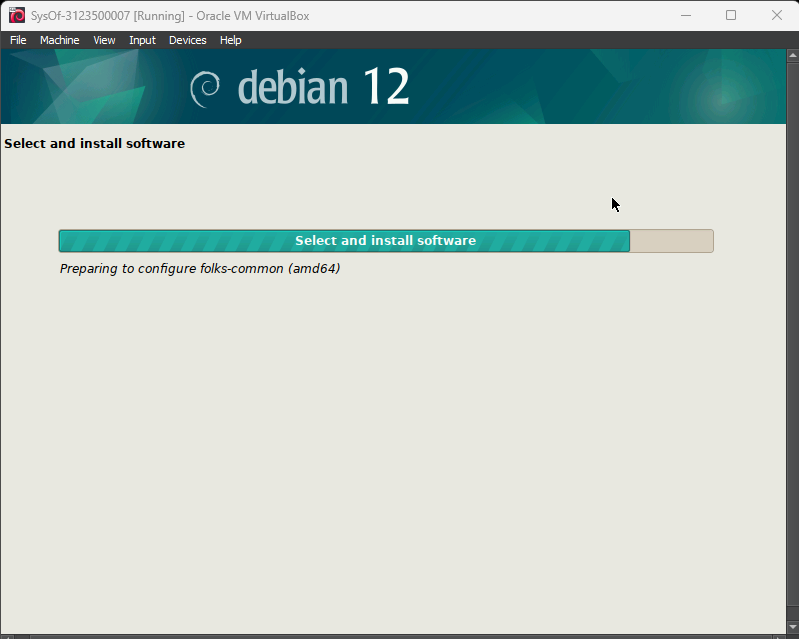 SysOf-3123500007 [Running] - Oracle VM VirtualBox
File Machine View Input Devices Help
debian 12
Select and install software
Select and install software
Preparing to configure folks-common (amd64)